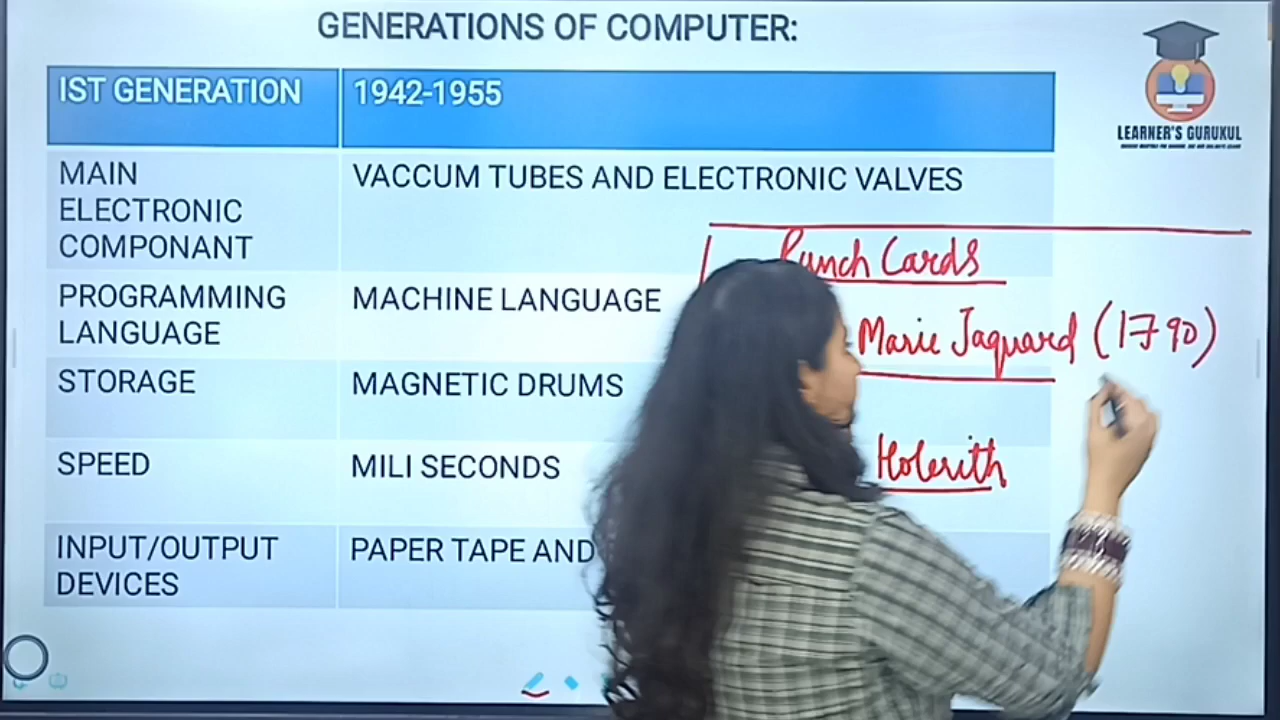 GENERATIONS OF COMPUTER:
IST GENERATION
1942-1955
LEARNER'S GURUKUL
MAIN
ELECTRONIC
COMPONANT
VACCUM TUBES AND ELECTRONIC VALVES
Punch Cards
PROGRAMMING
LANGUAGE
MACHINE LANGUAGE
Marie Jaquard (1790)
STORAGE
MAGNETIC DRUMS
SPEED
MILI SECONDS
Holerith
INPUT/OUTPUT
DEVICES
PAPER TAPE AND